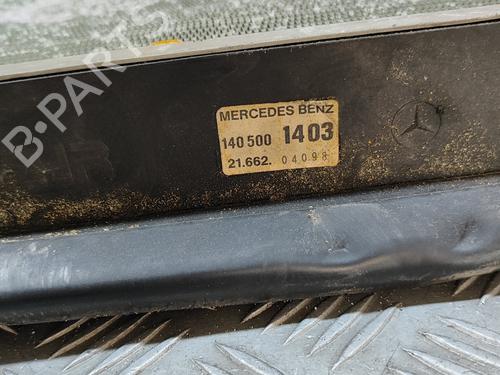 B-PARTS
MERCEDES BENZ
140 500 1403
21.662. 04098